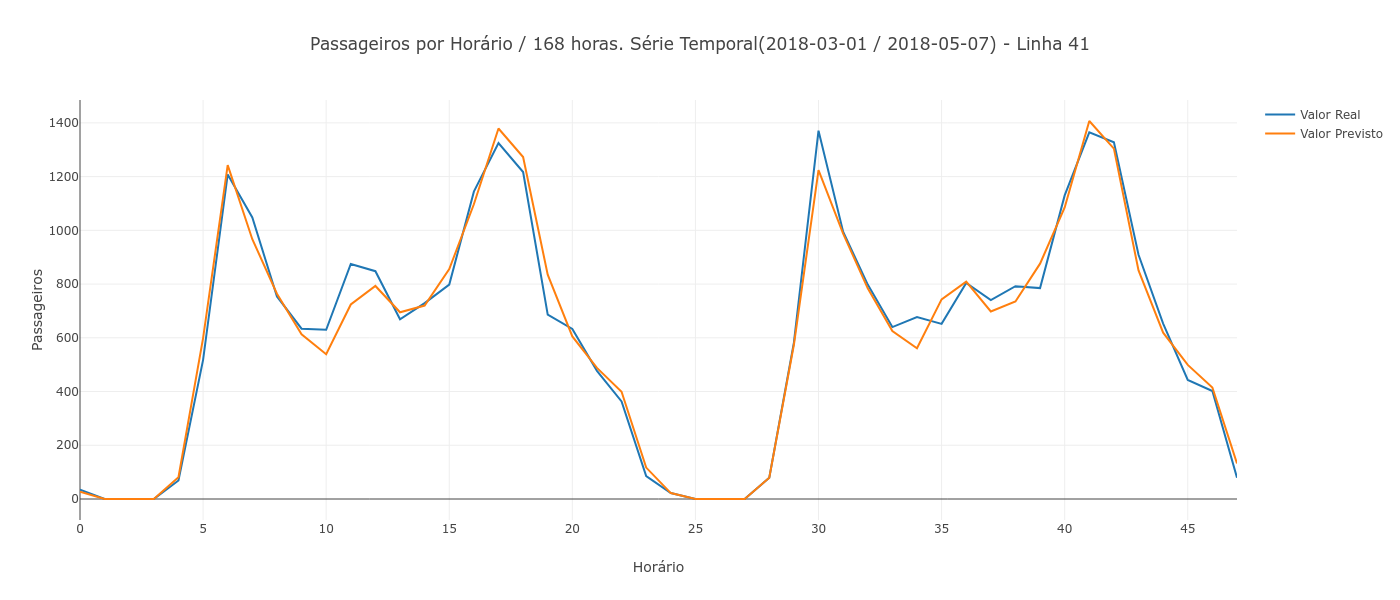 Passageiros por Horário / 168 horas. Série Temporal(2018-03-01 / 2018-05-07) - Linha 41
Valor Real
Valor Previsto
1400
1200
1000
800
600
400
200
0
Passageiros
0 5 10 15 20 25 30 35 40 45
Horário